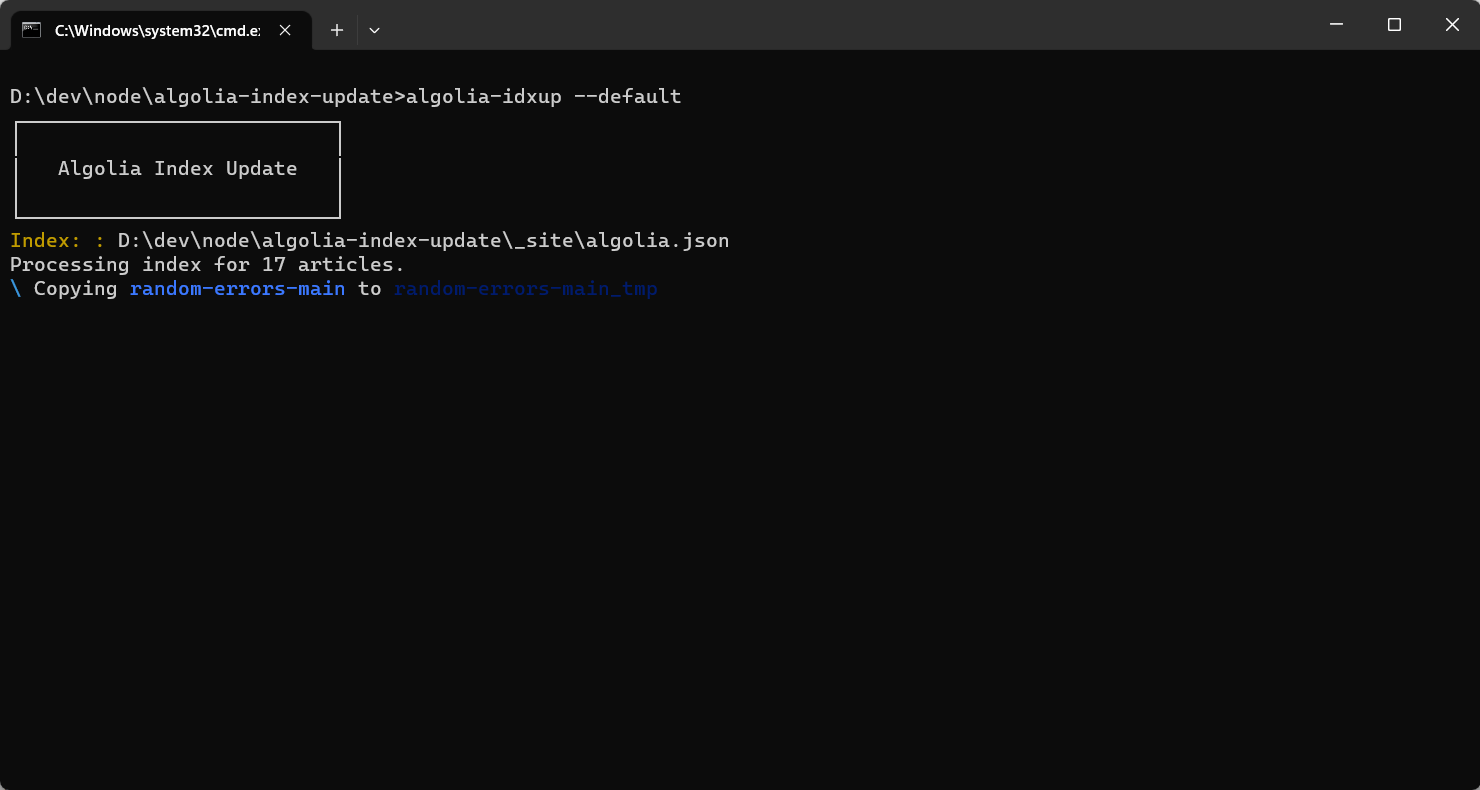 C:\Windows\system32\cmd.e
D:\dev\node\algolia-index-update>algolia-idxup --default
Algolia Index Update
Index: : D:\dev\node\algolia-index-update\_site\algolia.json
Processing index for 17 articles.
\ Copying random-errors-main to random-errors-main_tmp